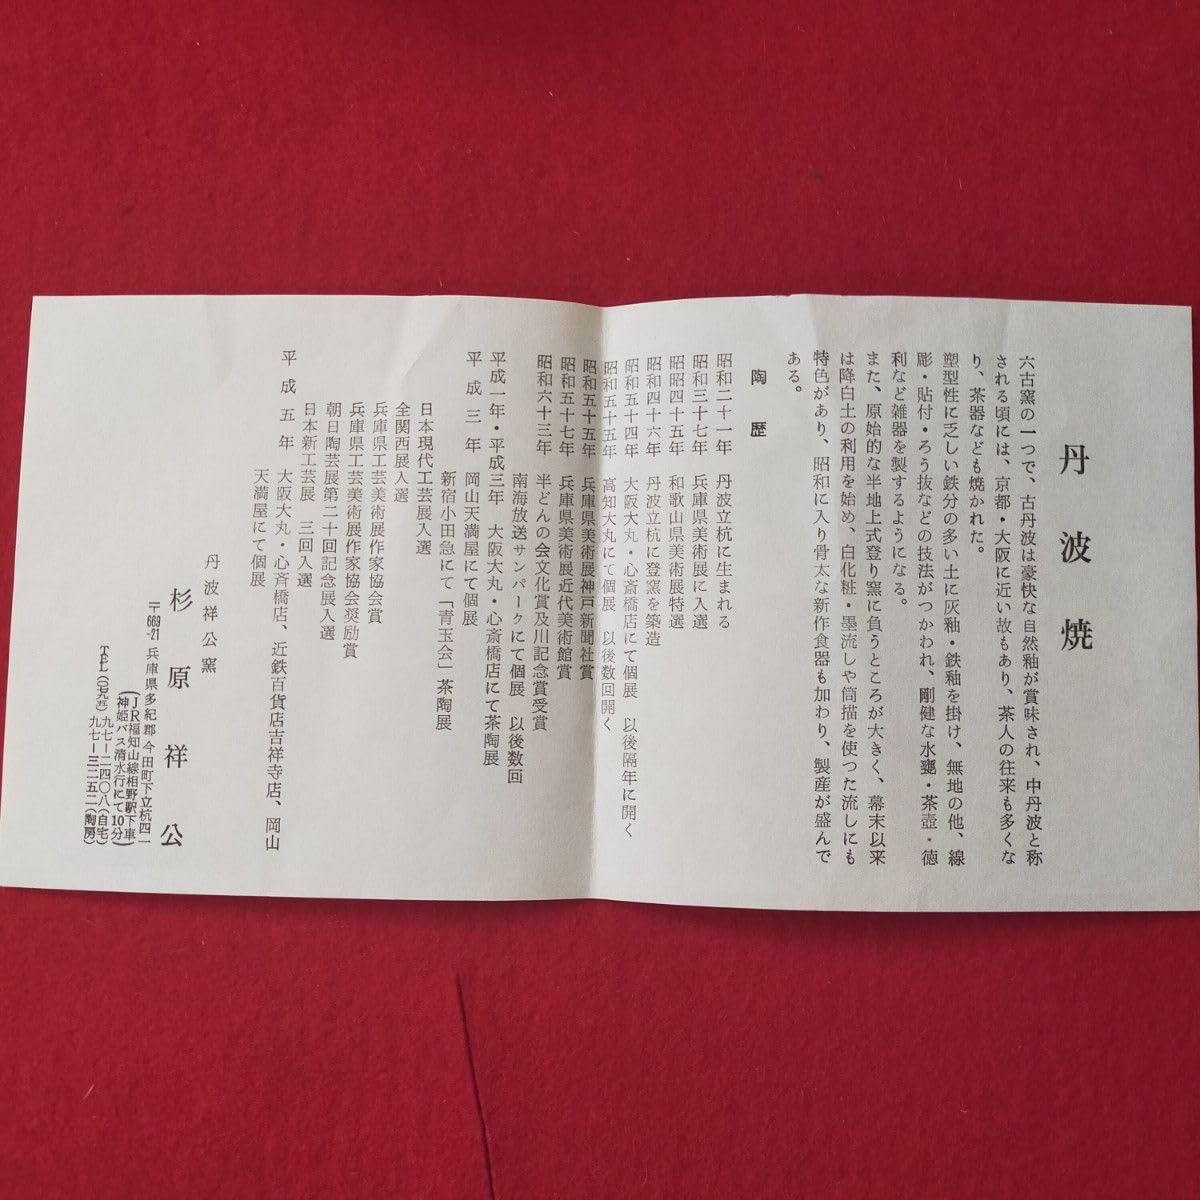 丹波焼
六古窯の一つで、古丹波は豪快な自然釉が賞味され、中丹波と称
される頃には、京都・大阪に近い故もあり、茶人の往来も多くな
り、茶器なども焼かれた。
塑型性に乏しい鉄分の多い土に灰釉・鉄釉を掛け、無地の他、線
彫・貼付・ろう抜などの技法がつかわれ、剛健な水甕・茶壺・徳
利など雑器を製するようになる。
また、原始的な半地上式登り窯に負うところが大きく、幕末以来
は降白土の利用を始め、白化粧・墨流しや筒描を使つた流しにも
特色があり、昭和に入り骨太な新作食器も加わり、製産が盛んで
ある。
陶歴
昭和二十一年 丹波立杭に生まれる
昭和三十七年 兵庫県美術展に入選
昭昭四十五年 和歌山県美術展特選
昭和四十六年 丹波立杭に登窯を築造
昭和五十四年 大阪大丸・心斎橋店にて個展 以後隔年に開く
昭和五十五年 高知大丸にて個展 以後数回開く
昭和五十五年 兵庫県美術展神戸新聞社賞
昭和五十七年 兵庫県美術展近代美術館賞
昭和六十三年 半どんの会文化賞及川記念賞受賞
南海放送サンパークにて個展 以後数回
平成一年・平成三年 大阪大丸・心斎橋店にて茶陶展
平成三年 岡山天満屋にて個展
新宿小田急にて「青玉会」茶陶展
日本現代工芸展入選
全関西展入選
兵庫県工芸美術展作家協会賞
兵庫県工芸美術展作家協会奨励賞
朝日陶芸展第二十回記念展入選
日本新工芸展 三回入選
平成五年 大阪大丸・心斎橋店、近鉄百貨店吉祥寺店、岡山
天満屋にて個展
丹波祥公窯
杉原祥公
〒669-21 兵庫県多紀郡今田町下立杭四一
(JR福知山線相野駅下車
神姫バス清水行にて10分)
TEL(〇七九五)九七ー二四〇八(自宅)
九七ー三二五二(陶房)